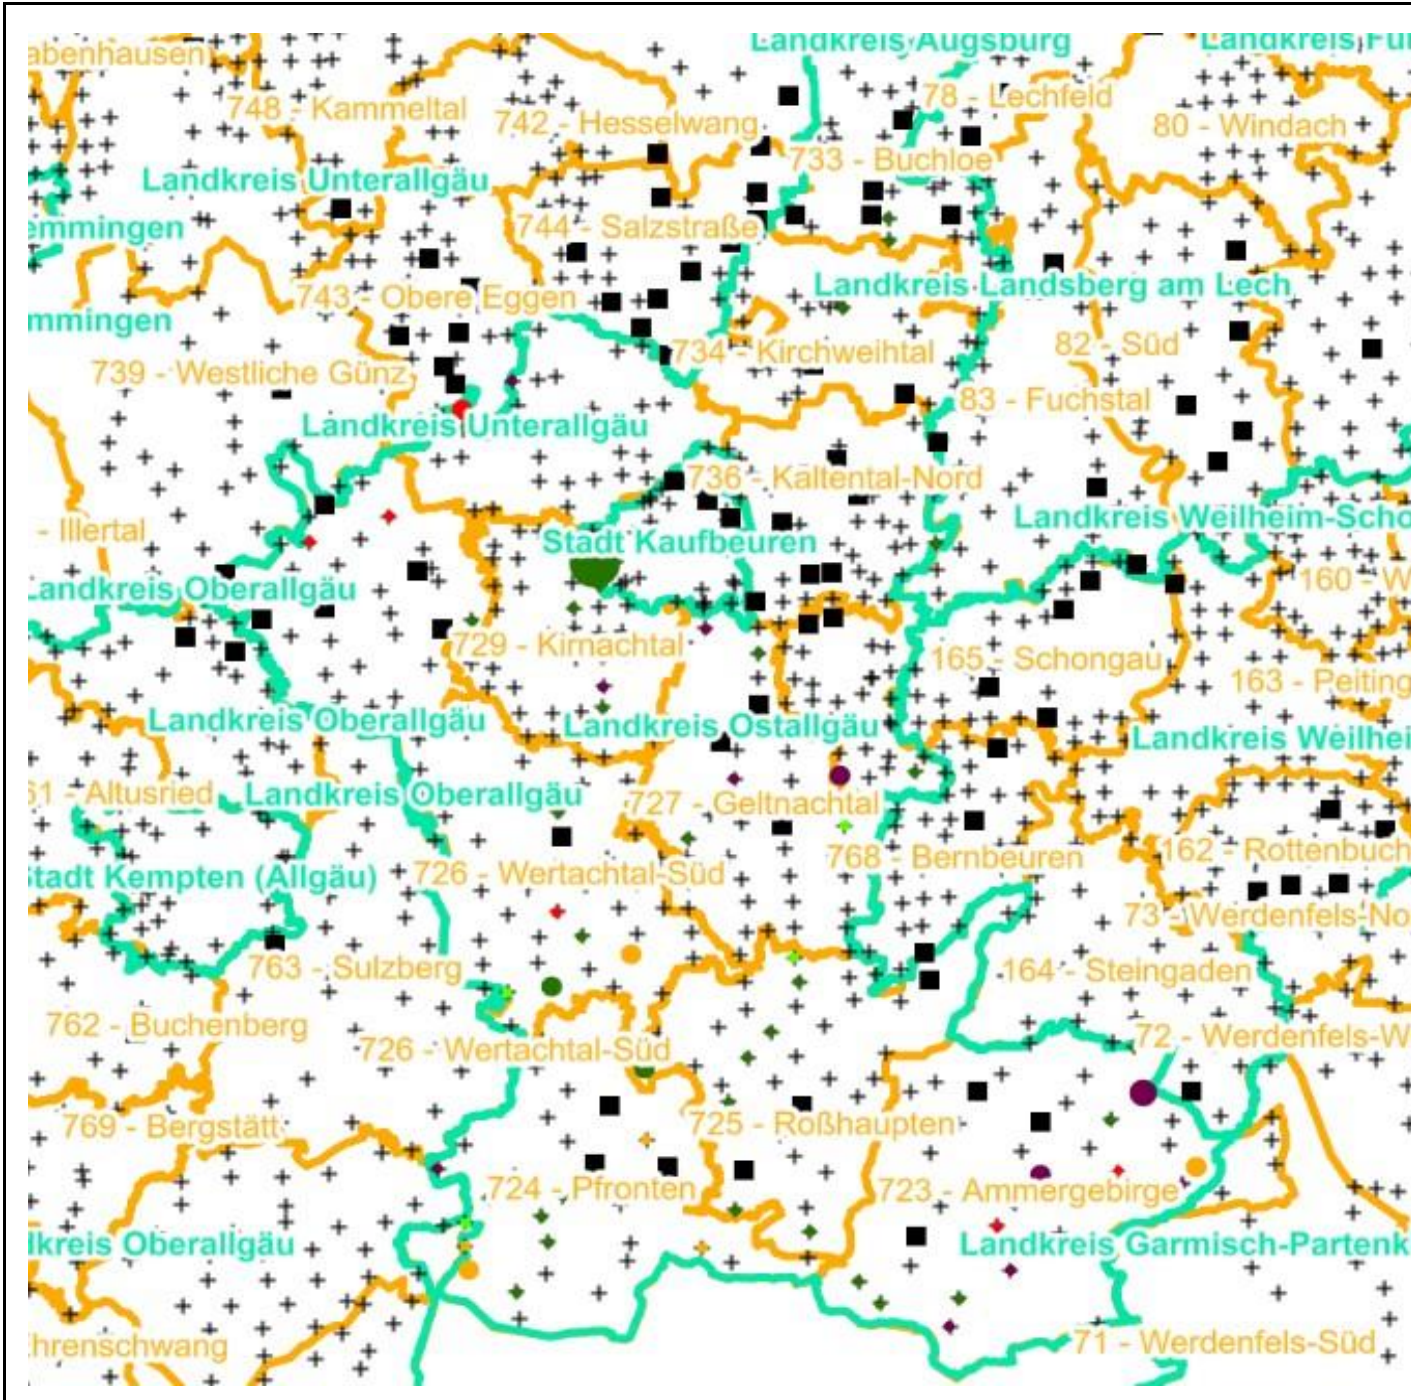 Landkreis Augsburg
Landkreis Fü
abenhausen
748 - Kammeltal
78 - Lechfeld
742 - Hesselwang
80 - Windach
733 - Buchloe
Landkreis Unterallgäu
emmingen
744 - Salzstraße
Landkreis Landsberg am Lech
743 - Obere Eggen
mmingen
734 - Kirchweihtal
82 - Süd
739 - Westliche Günz
83 - Fuchstal
Landkreis Unterallgäu
736 - Kaltental-Nord
- Illertal
Landkreis Weilheim-Scho
Stadt Kaufbeuren
Landkreis Oberallgäu
160 - W
729 - Kirnachtal
165 - Schongau
163 - Peiting
Landkreis Oberallgäu
Landkreis Ostallgäu
Landkreis Weilhei
61 - Altusried
Landkreis Oberallgäu
727 - Geltnachtal
162 - Rottenbuch
768 - Bernbeuren
Stadt Kempten (Allgäu)
726 - Wertachtal-Süd
73 - Werdenfels-No
763 - Sulzberg
164 - Steingaden
762 - Buchenberg
72 - Werdenfels-W
726 - Wertachtal-Süd
769 - Bergstätt
725 - Roßhaupten
724 - Pfronten
723 - Ammergebirge
dkreis Oberallgäu
Landkreis Garmisch-Partenk
71 - Werdenfels-Süd
hrenschwang